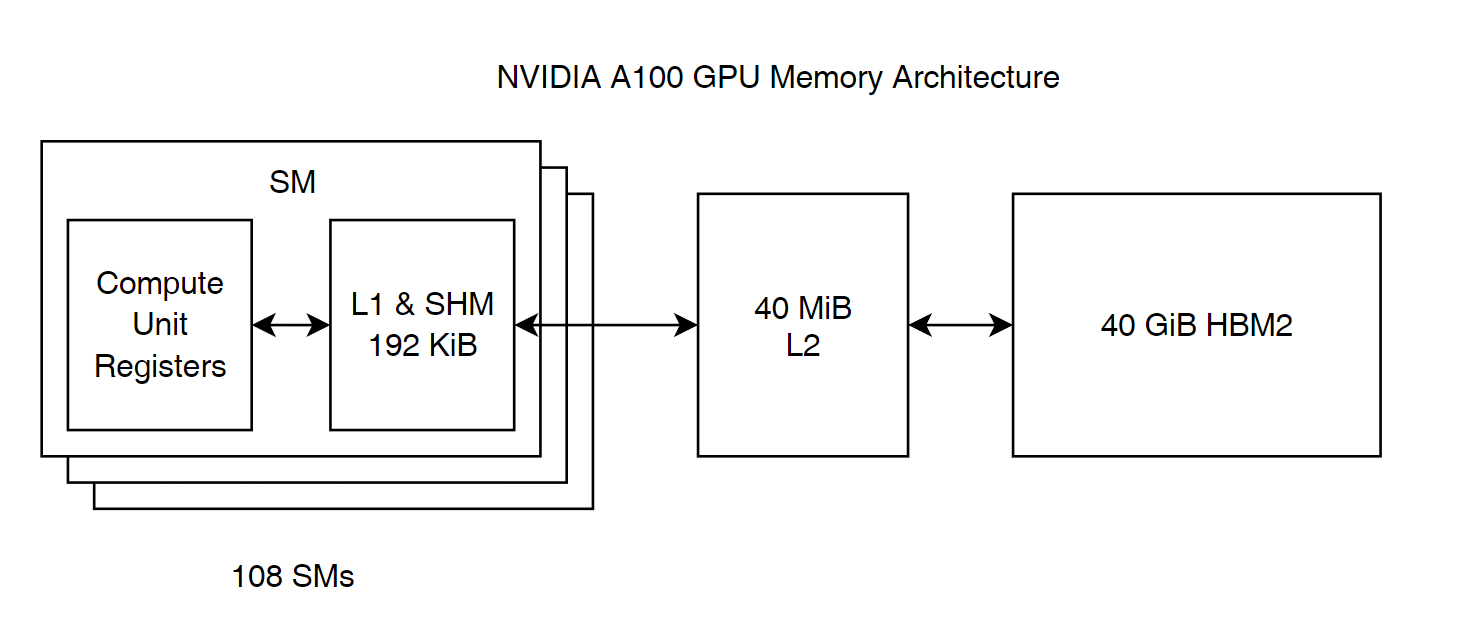 NVIDIA A100 GPU Memory Architecture
SM
Compute
Unit
Registers
L1 & SHM
192 KiB
40 MiB
L2
40 GiB HBM2
108 SMs